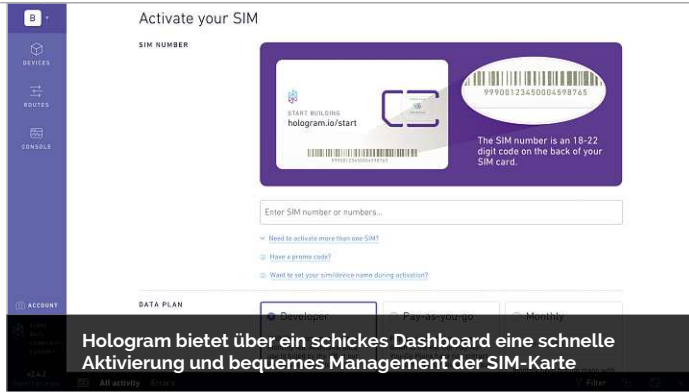 B
Activate your SIM
SIM NUMBER
DEVICES
ROUTES
CONSOLE
START BUILDING
hologram.io/start
99900123450004598765
99900123450004598765
The SIM number is an 18-22
digit code on the back of your
SIM card.
Enter SIM number or numbers...
Need to activate more than one SIM?
Have a promo code?
Want to set your sim/device name during activation?
ACCOUNT
DATA PLAN
Developer
Pay-as-you-go
Monthly
Hologram bietet über ein schickes Dashboard eine schnelle
Aktivierung und bequemes Management der SIM-Karte
All activity Errors
Filter